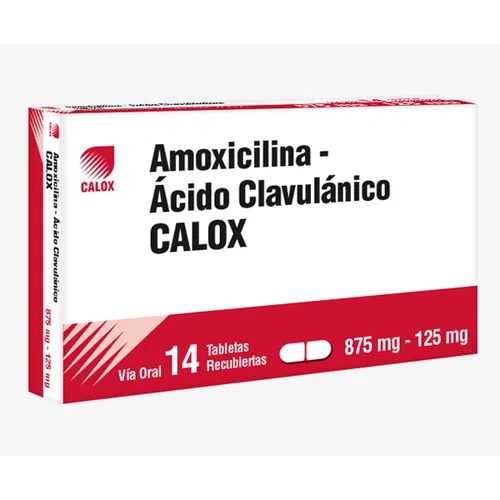 CALOX
Amoxicilina -
Ácido Clavulánico
CALOX
Vía Oral 14 Tabletas
Recubiertas
875 mg - 125 mg
CALOX
Amoxicilina - Ácido Clavulánico
CALOX
875 mg - 125 mg